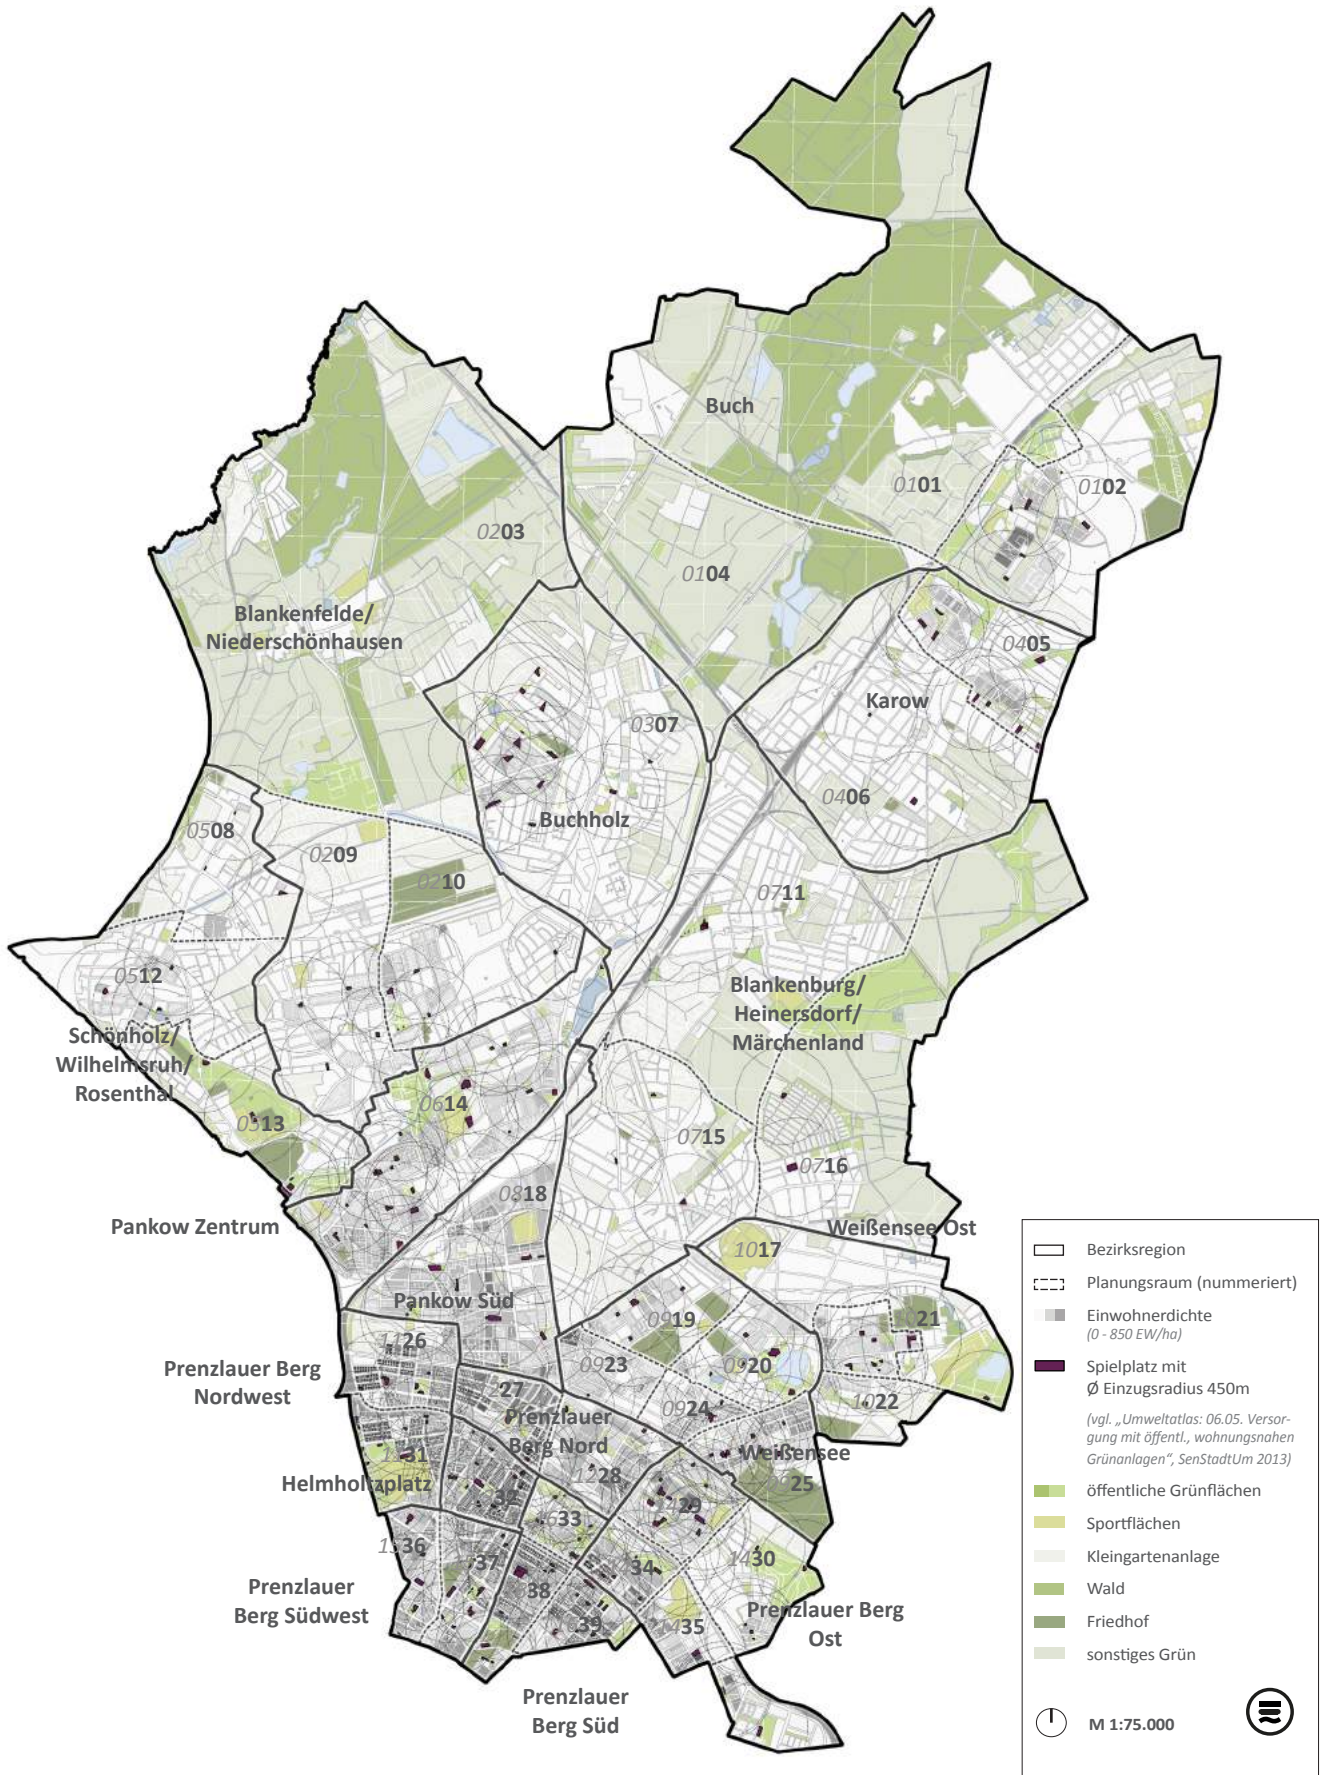 Buch
0101
0102
0203
0104
Blankenfelde/
Niederschönhausen
0405
Karow
0307
0406
Buchholz
0508
0209
0210
0711
0512
Blankenburg/
Heinersdorf/
Märchenland
Schönholz/
Wilhelmsruh/
Rosenthal
0614
0513
0715
0716
0818
Pankow Zentrum
Weißensee Ost
1017
Pankow Süd
0919
1021
26
Prenzlauer Berg
Nordwest
0923
0920
27
1022
0924
Prenzlauer
Berg Nord
Weißensee
31
Helmholtzplatz
28
25
32
29
33
36
37
34
1430
38
Prenzlauer
Berg Südwest
39
35
Prenzlauer Berg
Ost
Prenzlauer
Berg Süd
Bezirksregion
Planungsraum (nummeriert)
Einwohnerdichte
(0 - 850 EW/ha)
Spielplatz mit
Ø Einzugsradius 450m
(vgl. „Umweltatlas: 06.05. Versor-
gung mit öffentl., wohnungsnahen
Grünanlagen“, SenStadtUm 2013)
öffentliche Grünflächen
Sportflächen
Kleingartenanlage
Wald
Friedhof
sonstiges Grün
M 1:75.000